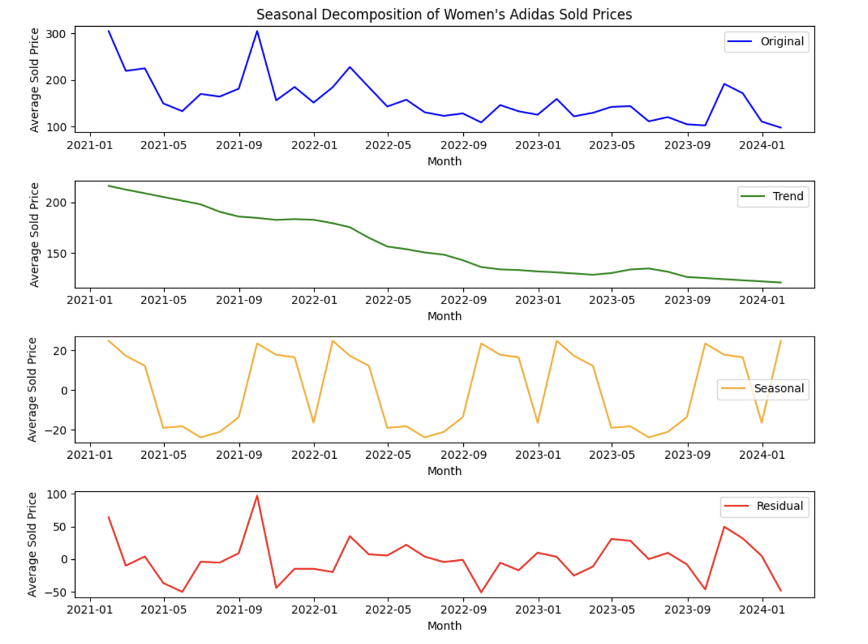 Seasonal Decomposition of Women's Adidas Sold Prices
Average Sold Price
300
200
100
Original
2021-01 2021-05 2021-09 2022-01 2022-05 2022-09 2023-01 2023-05 2023-09 2024-01
Month
Average Sold Price
200
150
Trend
2021-01 2021-05 2021-09 2022-01 2022-05 2022-09 2023-01 2023-05 2023-09 2024-01
Month
Average Sold Price
20
0
−20
Seasonal
2021-01 2021-05 2021-09 2022-01 2022-05 2022-09 2023-01 2023-05 2023-09 2024-01
Month
Average Sold Price
100
50
0
−50
Residual
2021-01 2021-05 2021-09 2022-01 2022-05 2022-09 2023-01 2023-05 2023-09 2024-01
Month